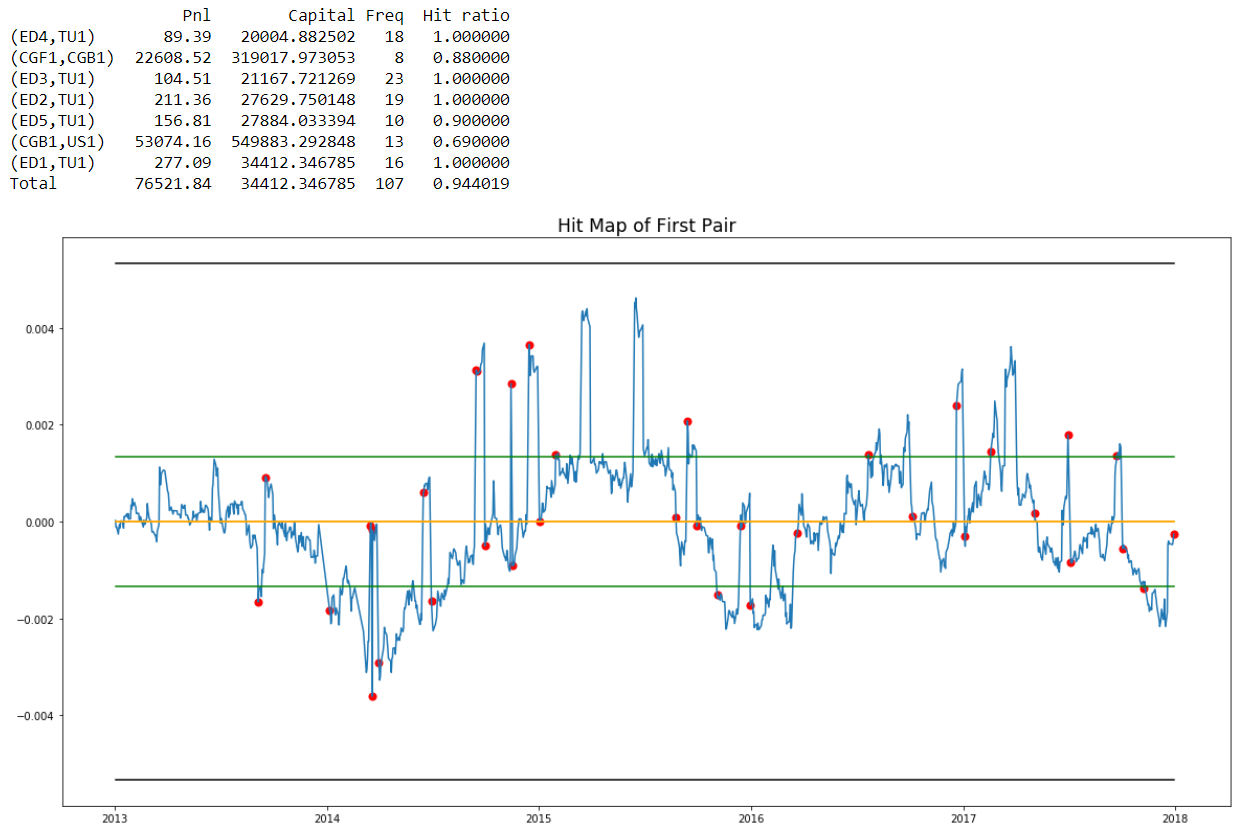 Pnl Capital Freq Hit ratio
(ED4,TU1) 89.39 20004.882502 18 1.000000
(CGF1,CGB1) 22608.52 319017.973053 8 0.880000
(ED3,TU1) 104.51 21167.721269 23 1.000000
(ED2,TU1) 211.36 27629.750148 19 1.000000
(ED5,TU1) 156.81 27884.033394 10 0.900000
(CGB1,US1) 53074.16 549883.292848 13 0.690000
(ED1,TU1) 277.09 34412.346785 16 1.000000
Total 76521.84 34412.346785 107 0.944019
Hit Map of First Pair
0.004
0.002
0.000
−0.002
−0.004
2013 2014 2015 2016 2017 2018